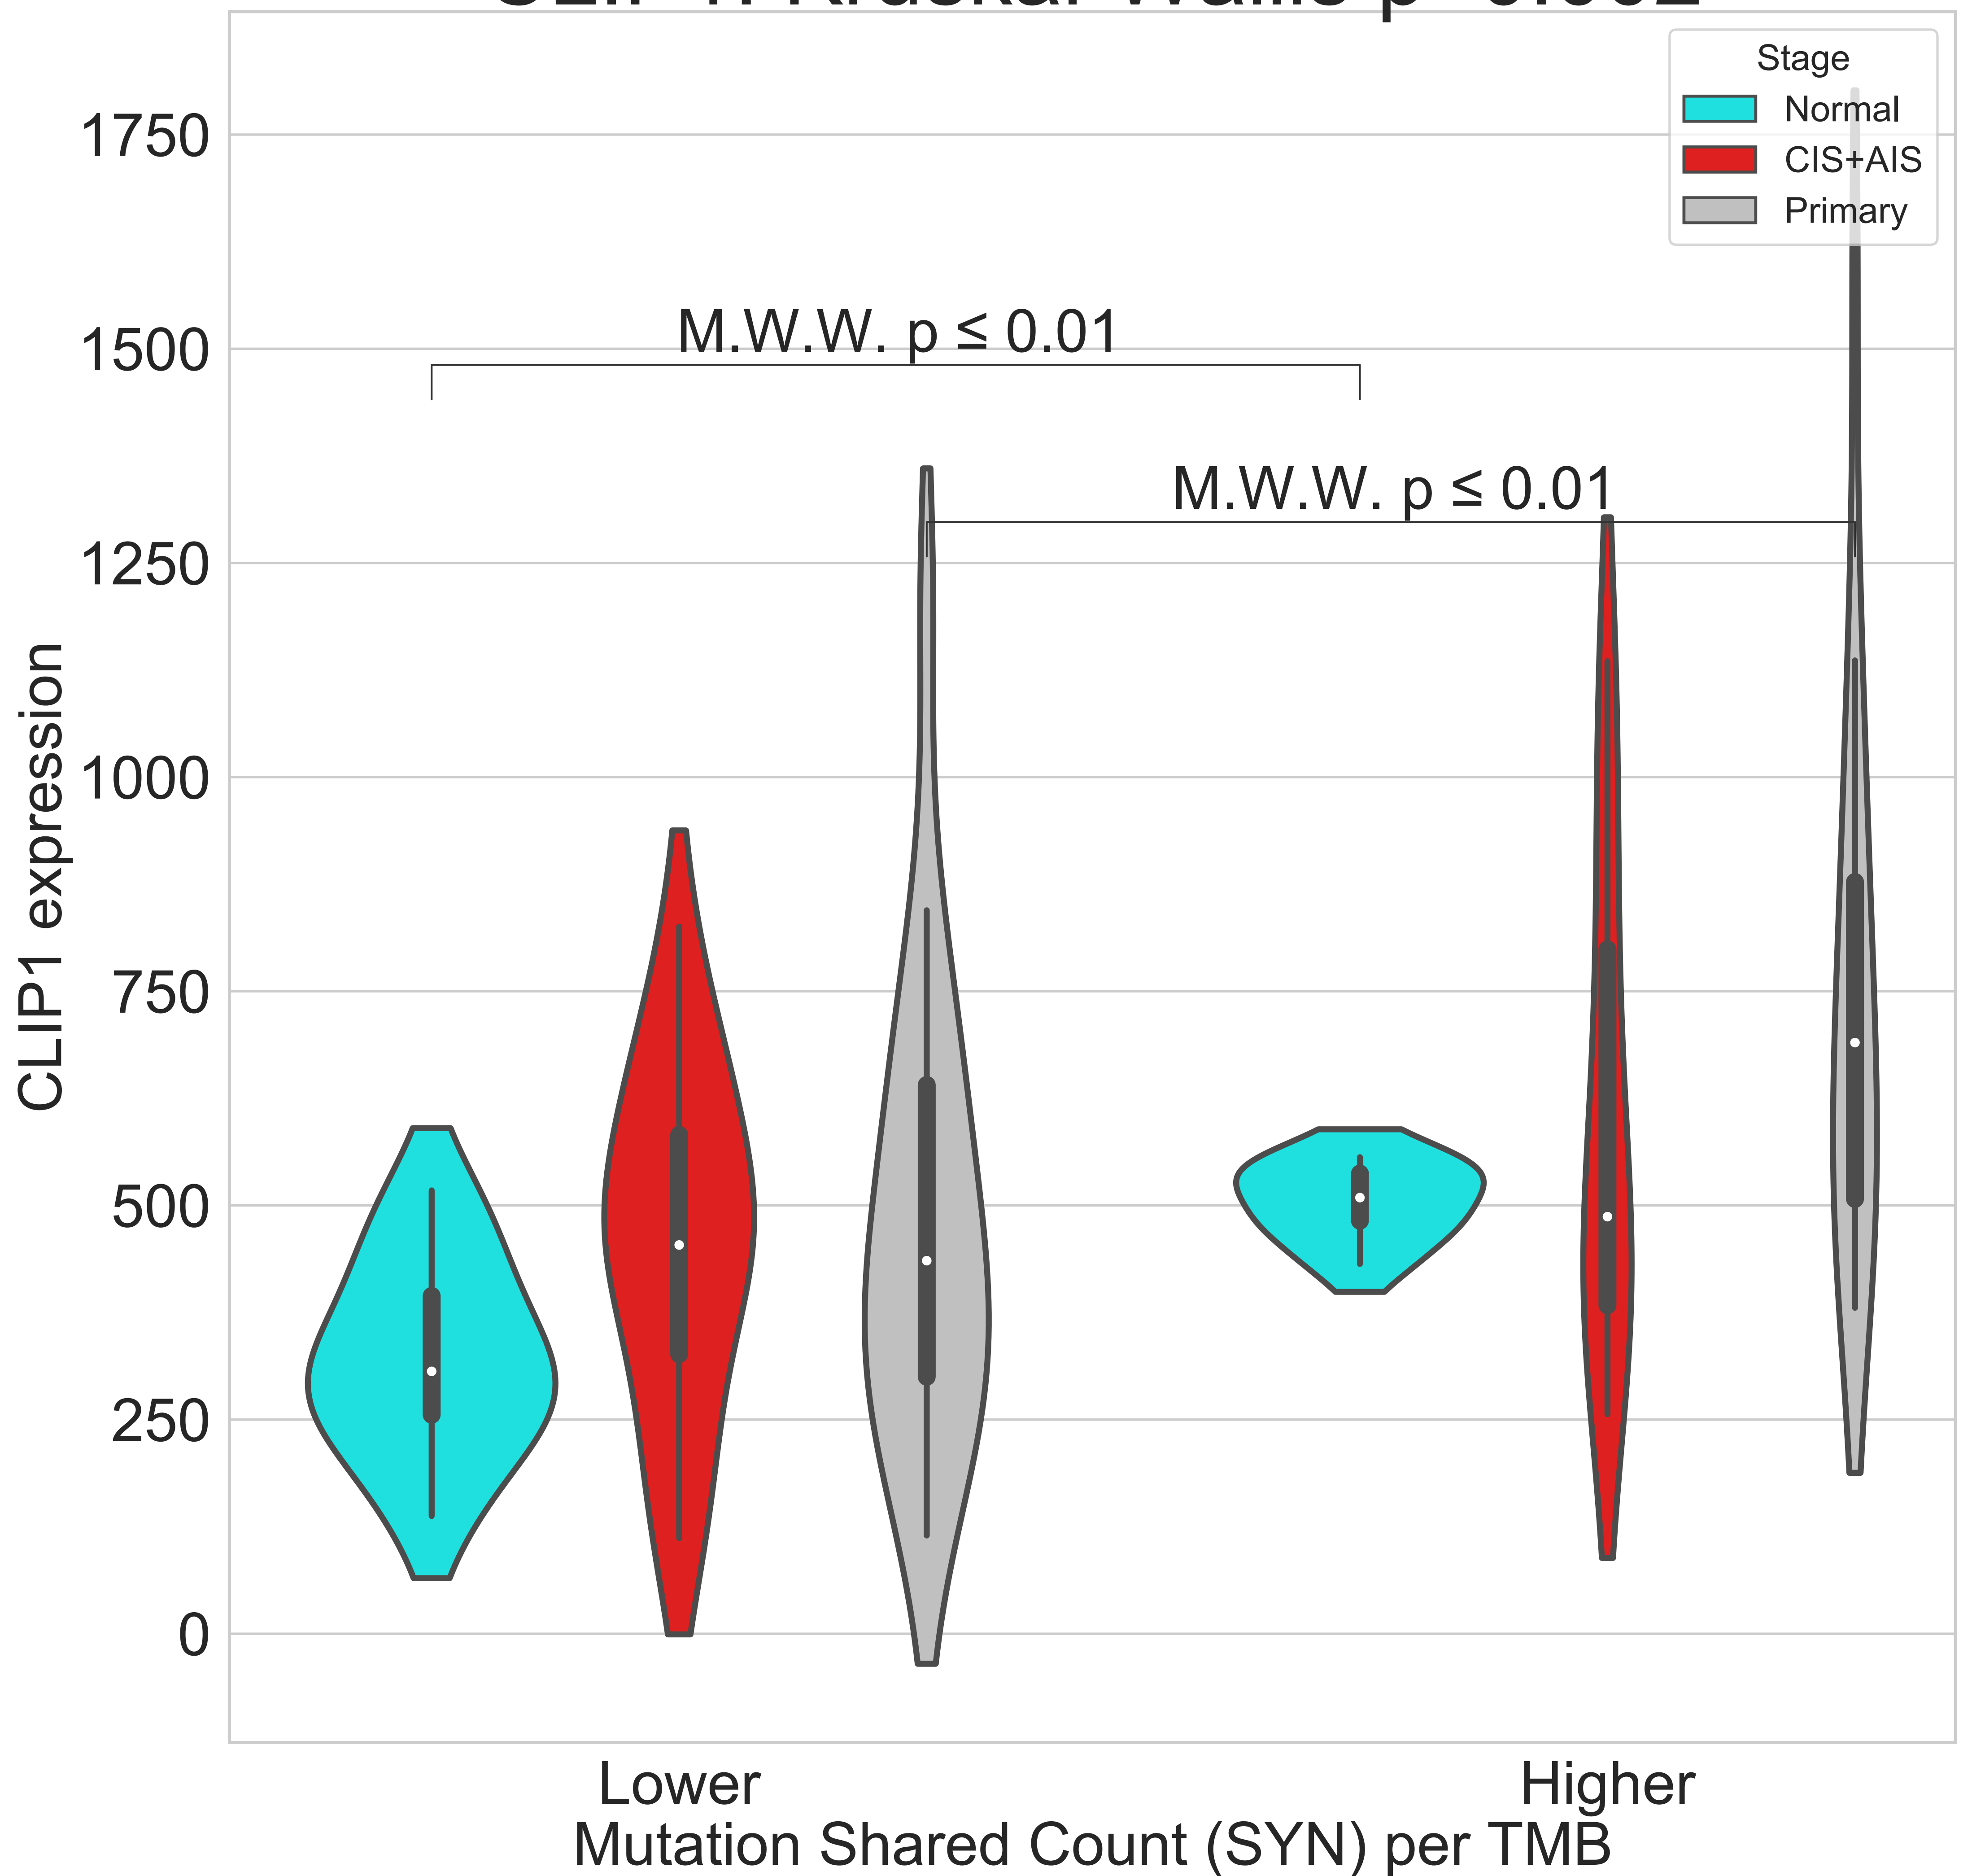 Stage
Normal
CIS+AIS
Primary
1750
1500
1250
1000
750
500
250
0
M.W.W. p ≤ 0.01
M.W.W. p ≤ 0.01
CLIP1 expression
Lower
Higher
Mutation Shared Count (SYN) per TMB